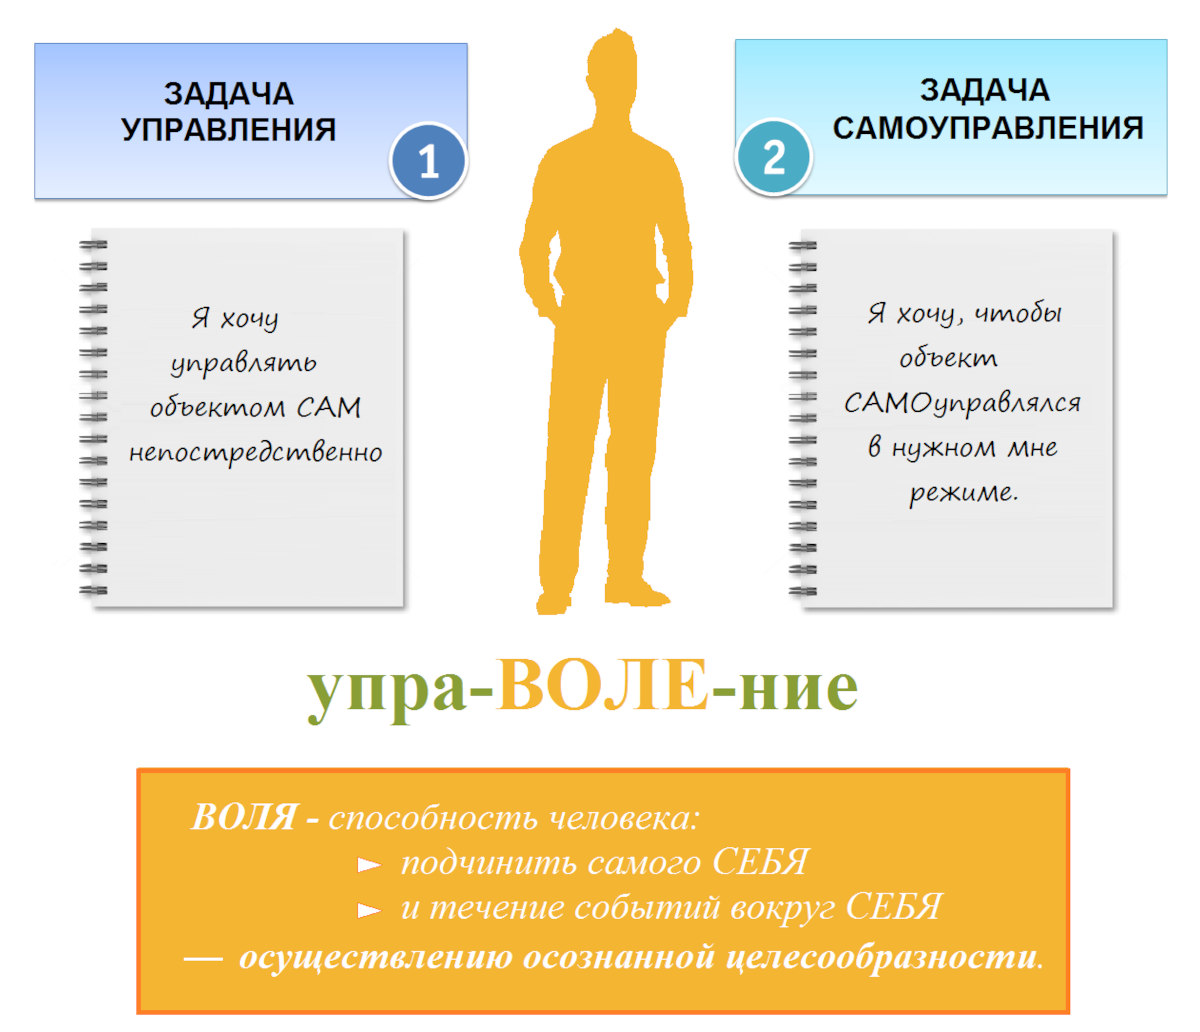 ЗАДАЧА
УПРАВЛЕНИЯ
1
Я хочу
управлять
объектом САМ
непостредственно
ЗАДАЧА
САМОУПРАВЛЕНИЯ
2
Я хочу, чтобы
объект
САМОуправлялся
в нужном мне
режиме.
упра-ВОЛЕ-ние
ВОЛЯ - способность человека:
► подчинить самого СЕБЯ
► и течение событий вокруг СЕБЯ
— осуществлению осознанной целесообразности.